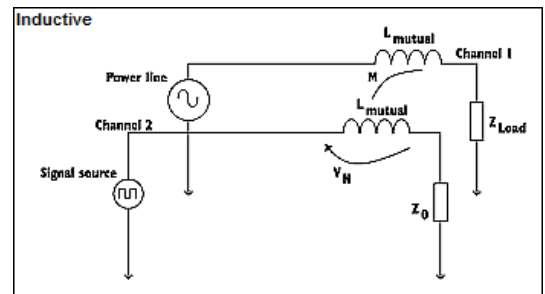 Inductive
L mutual
Channel 1
Power line
M
L mutual
Channel 2
Z Load
Signal source
V N
Z 0